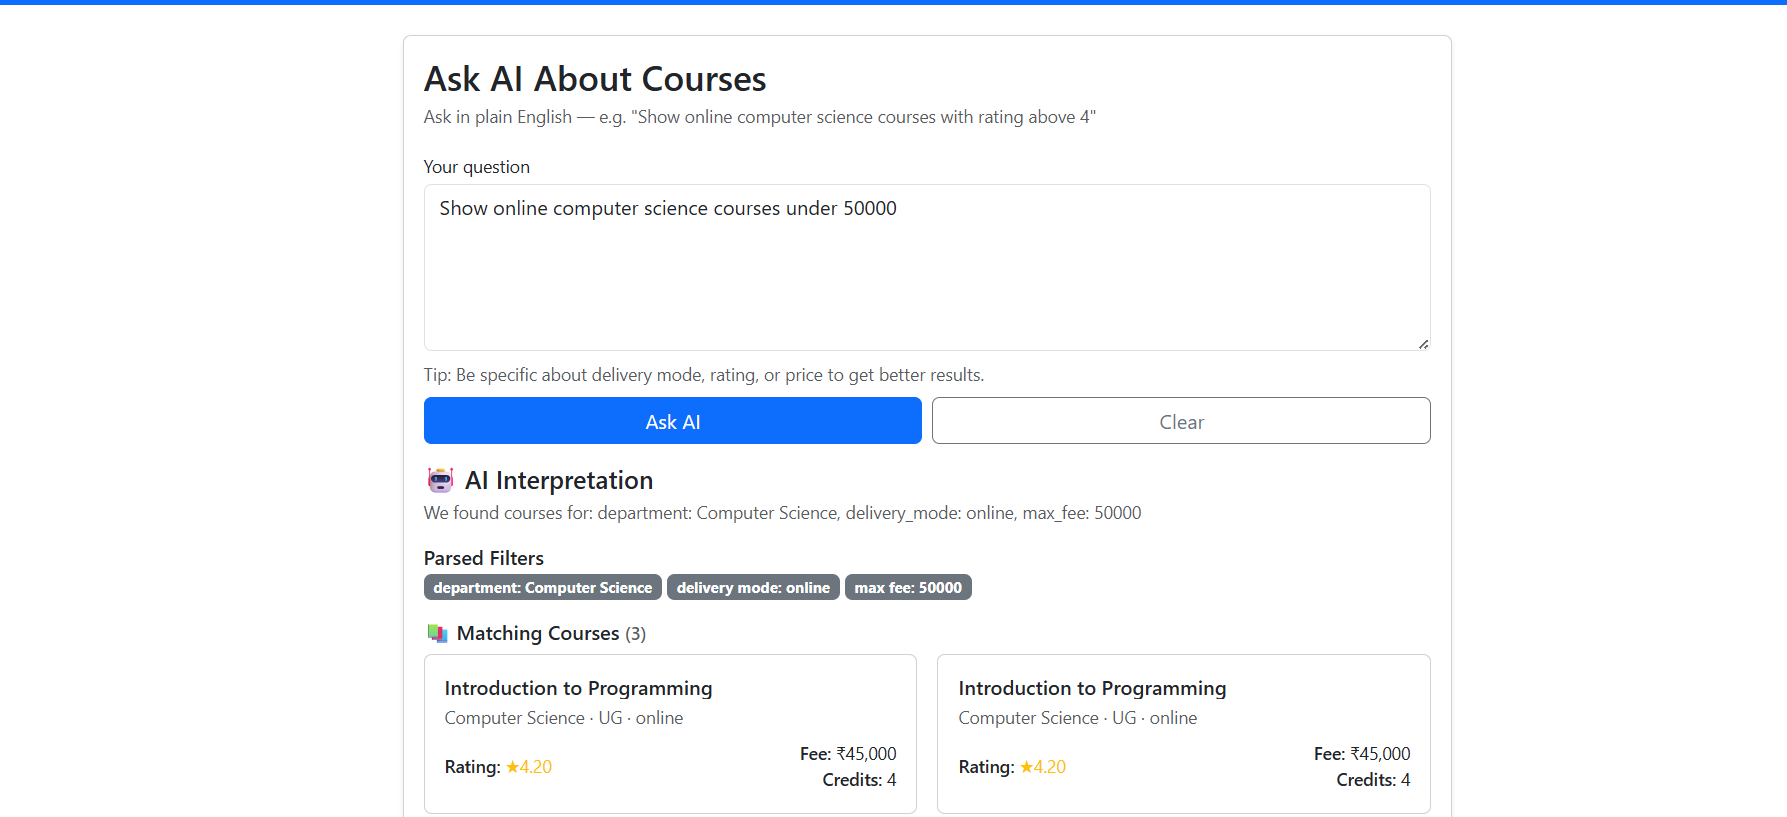 Ask AI About Courses
Ask in plain English — e.g. "Show online computer science courses with rating above 4"
Your question
Show online computer science courses under 50000
Tip: Be specific about delivery mode, rating, or price to get better results.
Ask AI
Clear
AI Interpretation
We found courses for: department: Computer Science, delivery_mode: online, max_fee: 50000
Parsed Filters
department: Computer Science
delivery mode: online
max fee: 50000
Matching Courses (3)
Introduction to Programming
Computer Science · UG · online
Rating: ★4.20
Fee: ₹45,000
Credits: 4
Introduction to Programming
Computer Science · UG · online
Rating: ★4.20
Fee: ₹45,000
Credits: 4